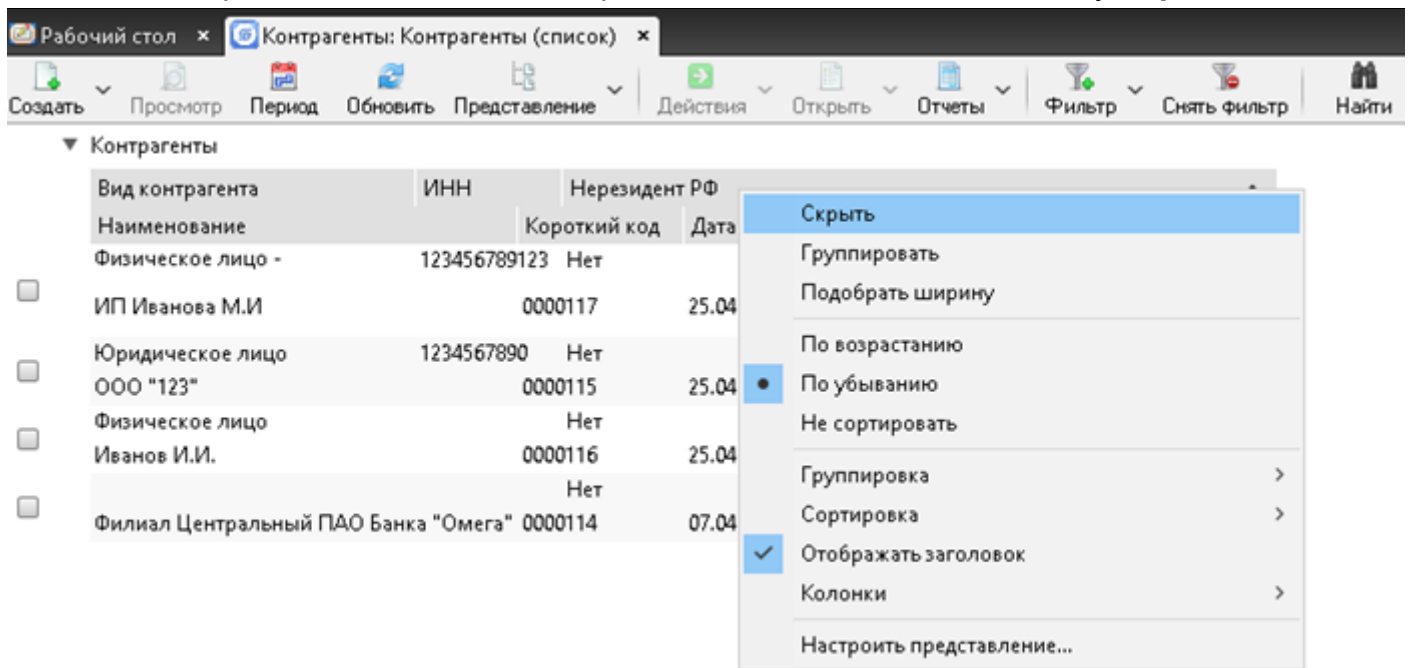 Рабочий стол × Контрагенты: Контрагенты (список) ×
Создать Просмотр Период Обновить Представление Действия Открыть Отчеты Фильтр Снять фильтр Найти
Контрагенты
Вид контрагента ИНН Нерезидент РФ
Наименование Короткий код Дата
Физическое лицо - 123456789123 Нет
ИП Иванова М.И 0000117 25.04
Юридическое лицо 1234567890 Нет
ООО "123" 0000115 25.04
Физическое лицо Нет
Иванов И.И. 0000116 25.04
Нет
Филиал Центральный ПАО Банка "Омега" 0000114 07.04
Скрыть
Группировать
Подобрать ширину
По возрастанию
По убыванию
Не сортировать
Группировка
Сортировка
Отображать заголовок
Колонки
Настроить представление...